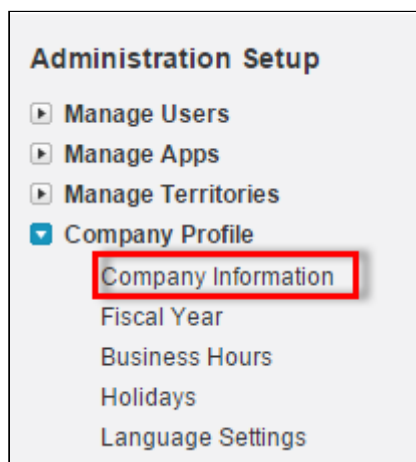 Administration Setup
Manage Users
Manage Apps
Manage Territories
Company Profile
Company Information
Fiscal Year
Business Hours
Holidays
Language Settings